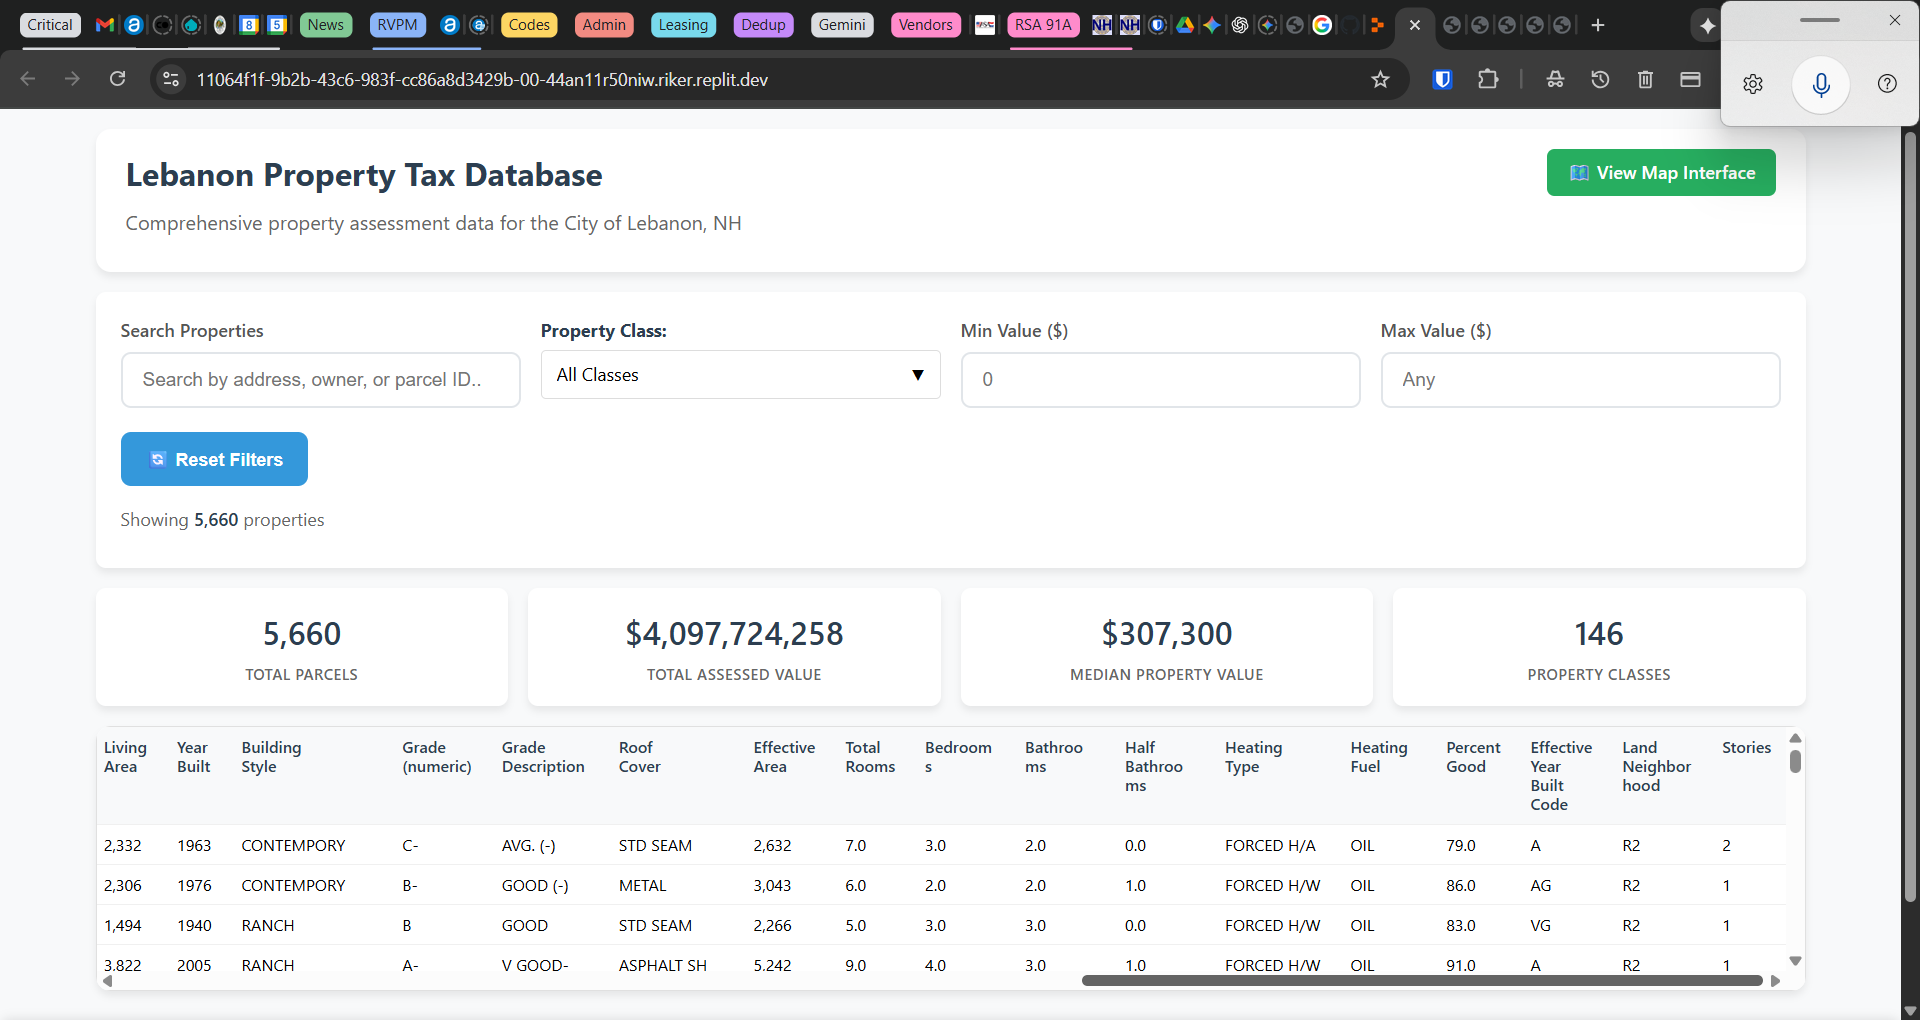 Critical
8
5
News
RVPM
Codes
Admin
Leasing
Dedup
Gemini
Vendors
RSA 91A
NH
NH
11064f1f-9b2b-43c6-983f-cc86a8d3429b-00-44an11r50niw.riker.replit.dev
Lebanon Property Tax Database
View Map Interface
Comprehensive property assessment data for the City of Lebanon, NH
Search Properties
Property Class:
Min Value ($)
Max Value ($)
Search by address, owner, or parcel ID..
All Classes
0
Any
Reset Filters
Showing 5,660 properties
5,660
TOTAL PARCELS
$4,097,724,258
TOTAL ASSESSED VALUE
$307,300
MEDIAN PROPERTY VALUE
146
PROPERTY CLASSES
Living Year Building Grade Grade Roof Effective Total Bedroom Bathroo Half Heating Heating Percent Effective Land Stories
Area Built Style (numeric) Description Cover Area Rooms s ms Bathroo Type Fuel Good Year Neighbor
ms Built hood
Code
2,332 1963 CONTEMPORY C- AVG. (-) STD SEAM 2,632 7.0 3.0 2.0 0.0 FORCED H/A OIL 79.0 A R2 2
2,306 1976 CONTEMPORY B- GOOD (-) METAL 3,043 6.0 2.0 2.0 1.0 FORCED H/W OIL 86.0 AG R2 1
1,494 1940 RANCH B GOOD STD SEAM 2,266 5.0 3.0 3.0 0.0 FORCED H/W OIL 83.0 VG R2 1
3,822 2005 RANCH A- V GOOD- ASPHALT SH 5,242 9.0 4.0 3.0 1.0 FORCED H/W OIL 91.0 A R2 1